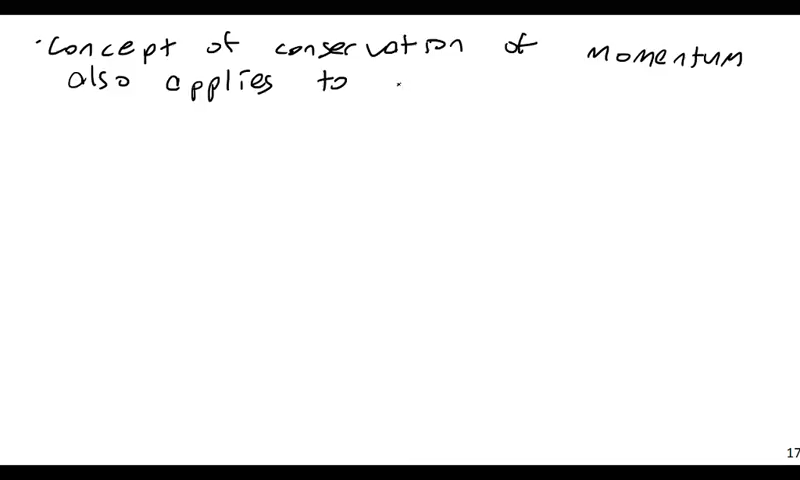 ·Concept of conservation of momentum
also applies to
17